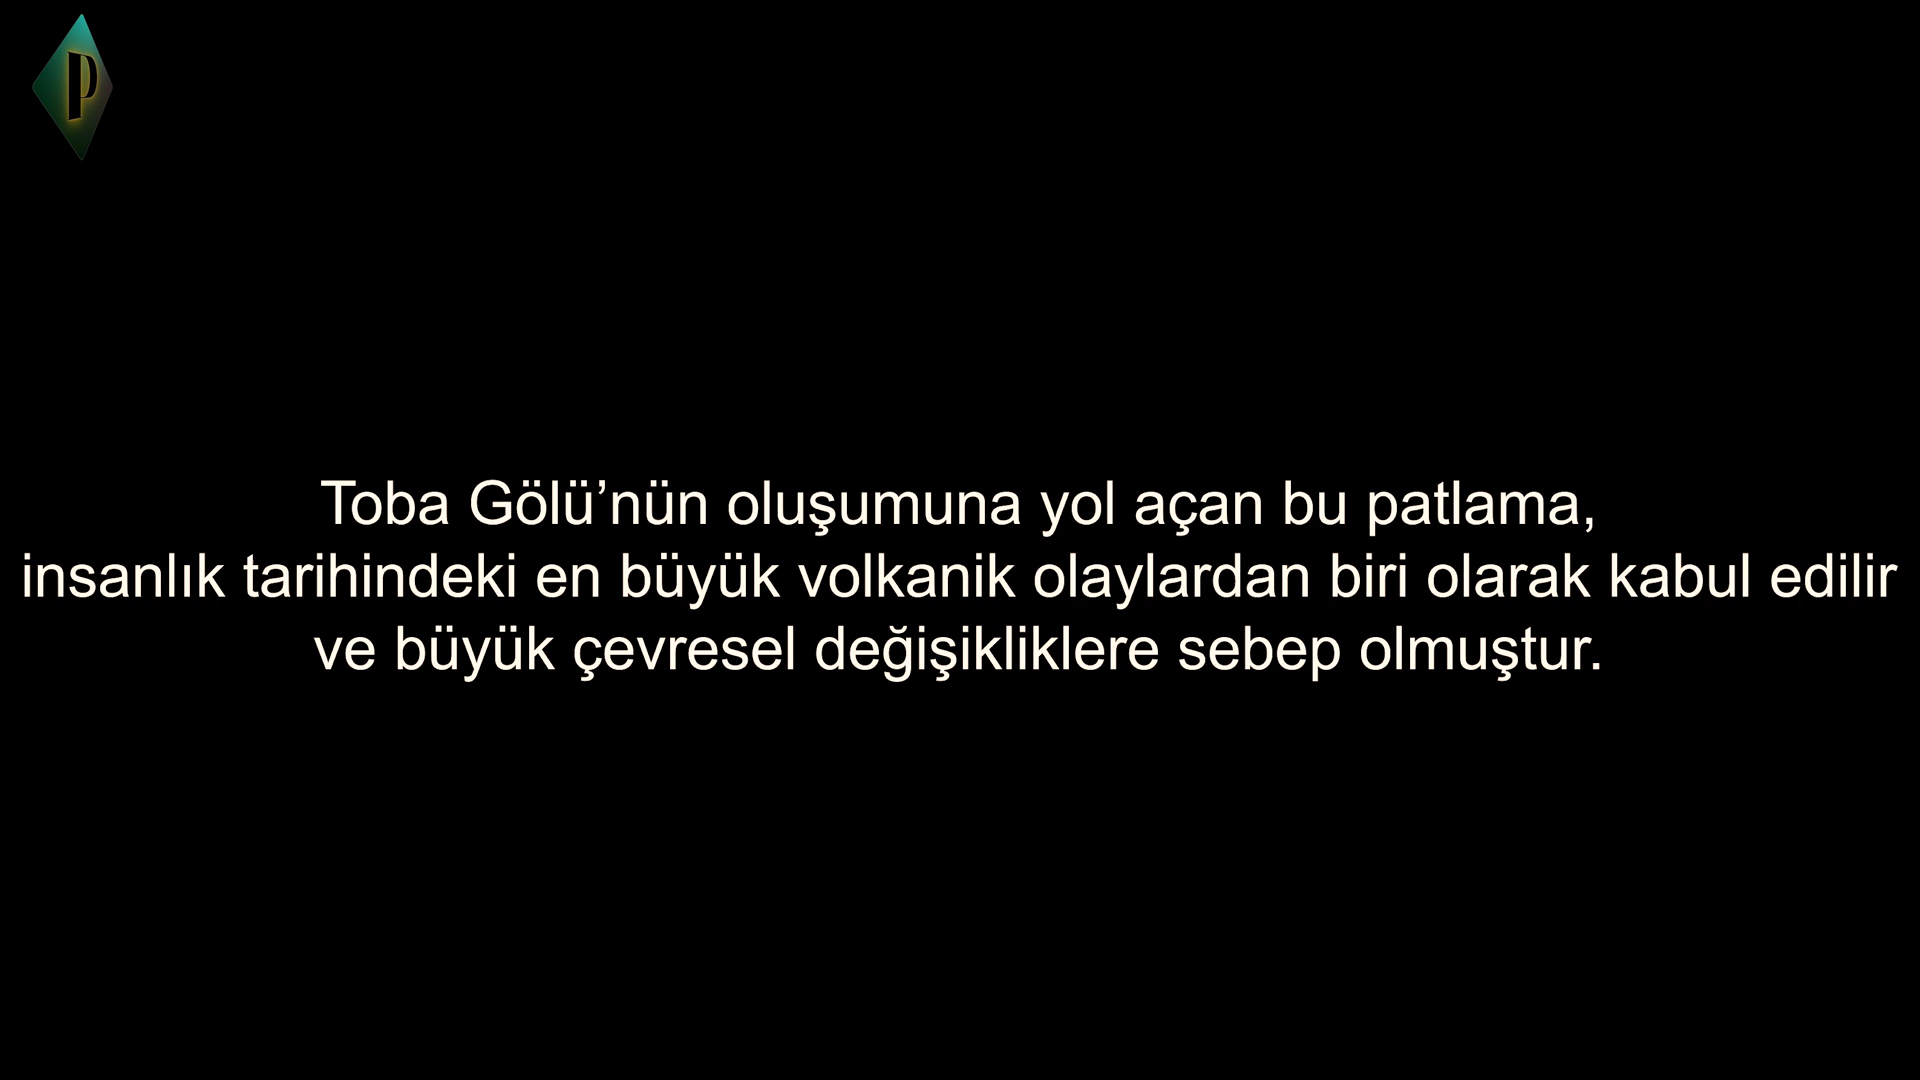 P
Toba Gölü’nün oluşumuna yol açan bu patlama,
insanlık tarihindeki en büyük volkanik olaylardan biri olarak kabul edilir
ve büyük çevresel değişikliklere sebep olmuştur.